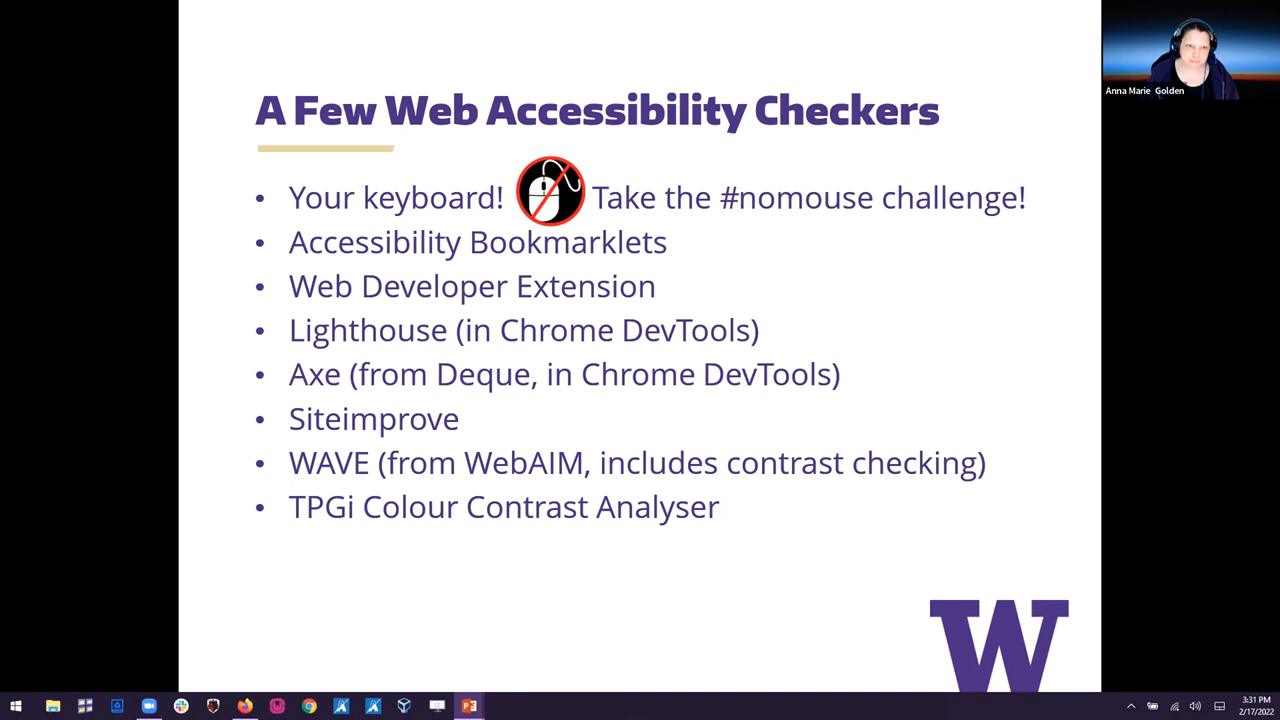 A Few Web Accessibility Checkers
• Your keyboard! Take the #nomouse challenge!
• Accessibility Bookmarklets
• Web Developer Extension
• Lighthouse (in Chrome DevTools)
• Axe (from Deque, in Chrome DevTools)
• Siteimprove
• WAVE (from WebAIM, includes contrast checking)
• TPGi Colour Contrast Analyser
W
Anna Marie Golden
3:31 PM
2/17/2022